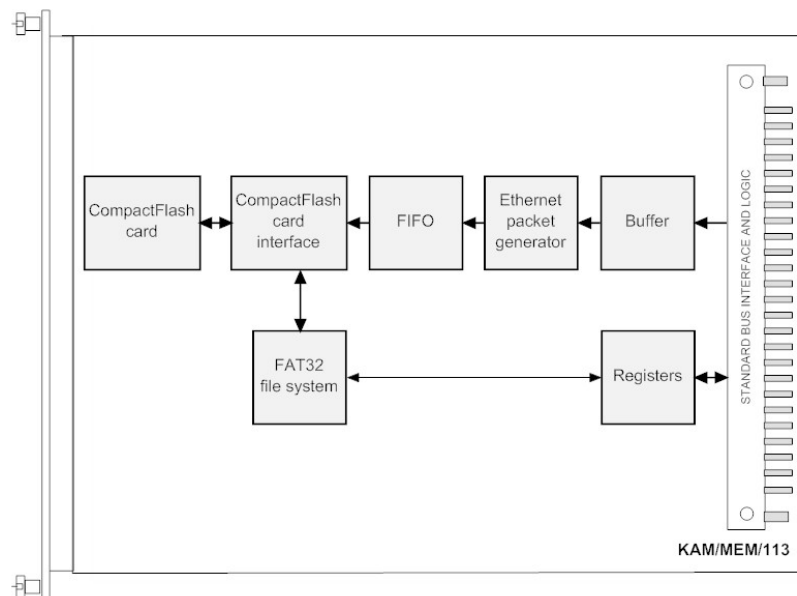 CompactFlash
card
CompactFlash
card
interface
FIFO
Ethernet
packet
generator
Buffer
STANDARD BUS INTERFACE AND LOGIC
FAT32
file system
Registers
KAM/MEM/113